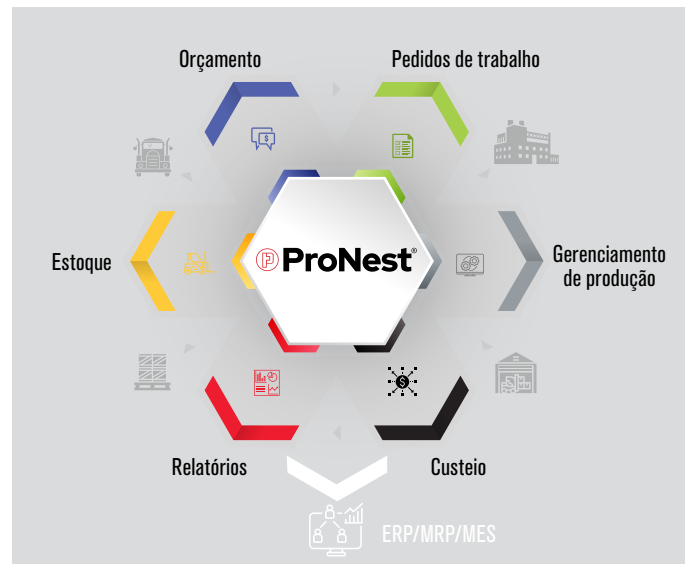 Orçamento
Pedidos de trabalho
Estoque
ProNest®
Gerenciamento
de produção
Relatórios
Custeio
ERP/MRP/MES